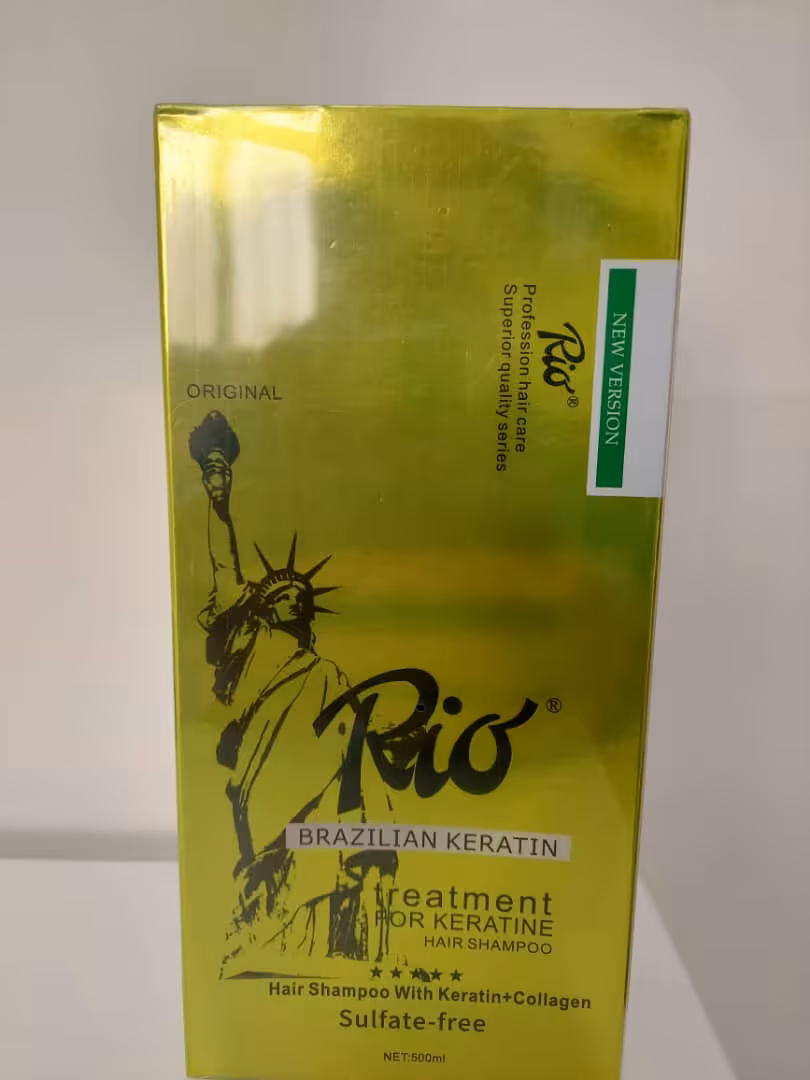 NEW VERSION
Rio®
Profession hair care
Superior quality series
ORIGINAL
Rio®
BRAZILIAN KERATIN
treatment
FOR KERATINE
HAIR SHAMPOO
★★★★★
Hair Shampoo With Keratin+Collagen
Sulfate-free
NET:500ml